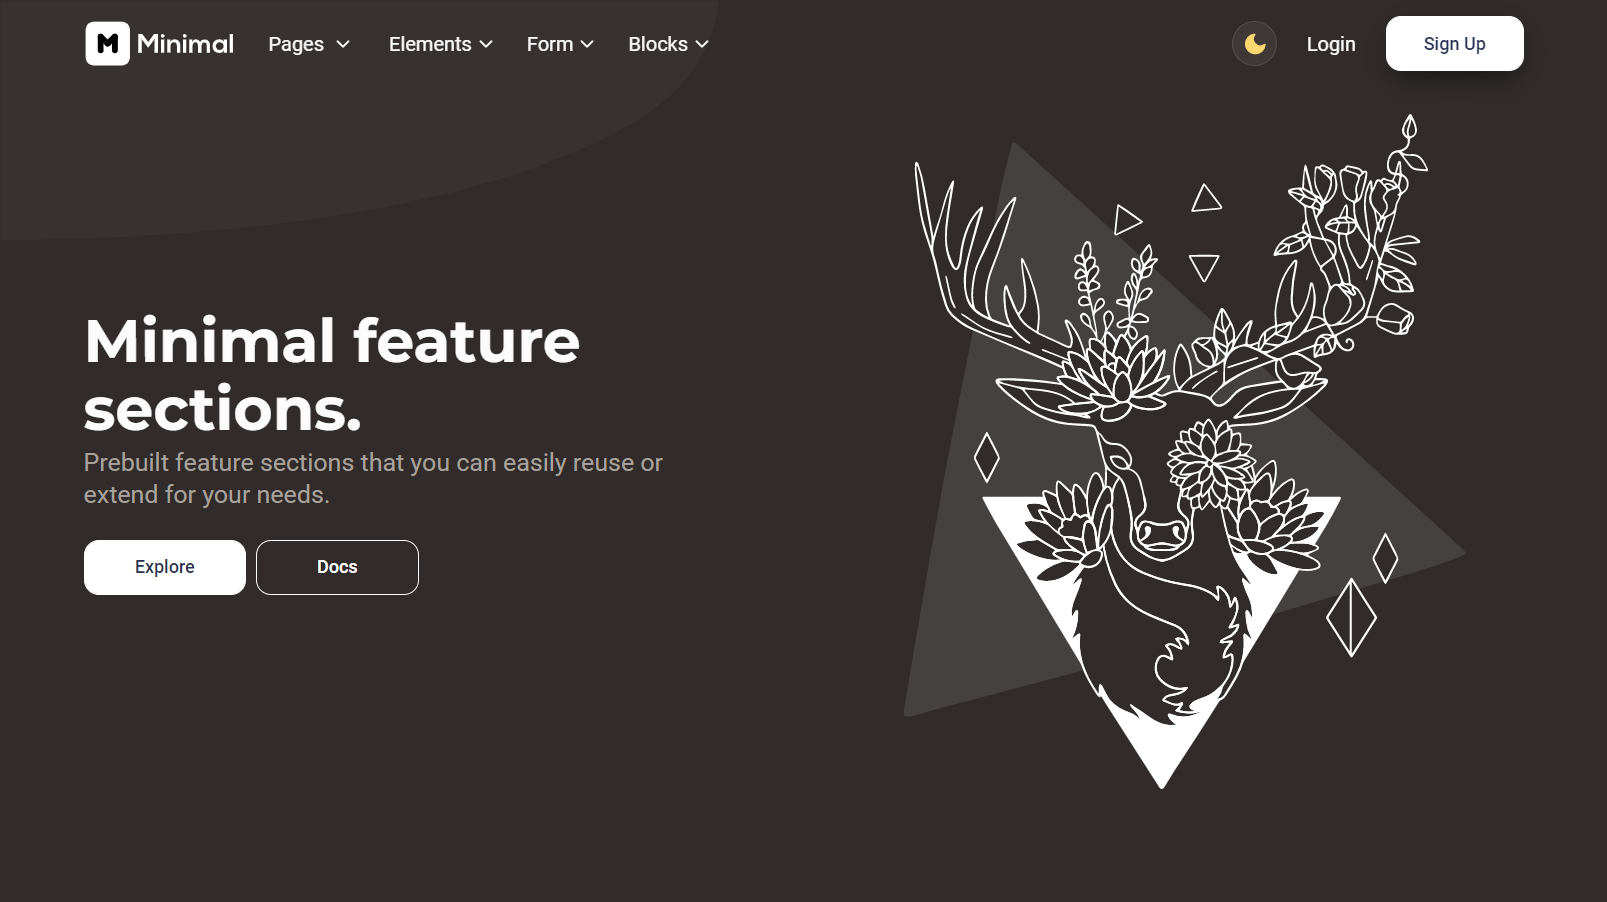 M Minimal Pages Elements Form Blocks Login Sign Up
Minimal feature
sections.
Prebuilt feature sections that you can easily reuse or
extend for your needs.
Explore Docs